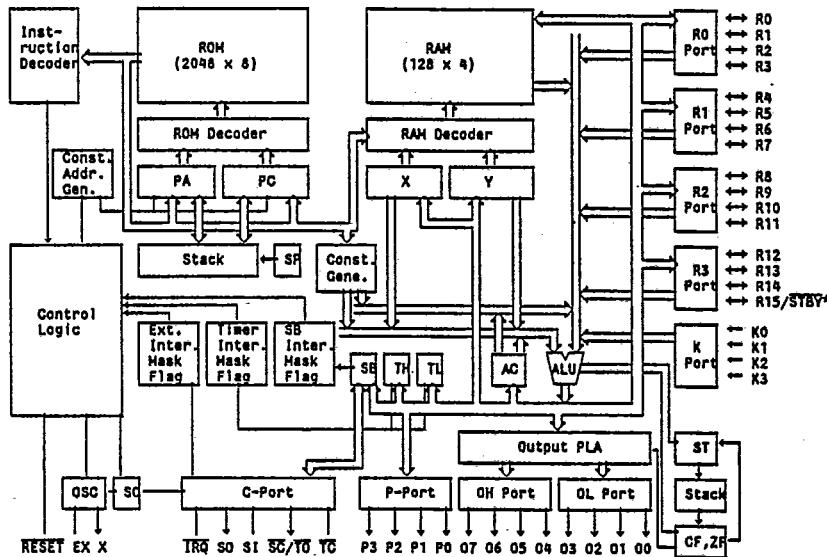 Inst-
ruction
Decoder
ROM
(2048 x 8)
RAM
(128 x 4)
R0
Port
R0
R1
R2
R3
ROM Decoder
RAM Decoder
R1
Port
R4
R5
R6
R7
Const.
Addr.
Gen.
PA
PC
X
Y
R2
Port
R8
R9
R10
R11
Stack
SP
Const.
Gene.
R3
Port
R12
R13
R14
R15/STBY
Control
Logic
Ext.
Inter.
Mask
Flag
Timer
Inter.
Mask
Flag
SB
Inter.
Mask
Flag
SB
TH
TL
AC
ALU
K
Port
K0
K1
K2
K3
Output PLA
ST
OSC
SC
C-Port
P-Port
OH Port
OL Port
Stack
CF,ZF
RESET EX X
IRQ SO SI SC/TO TC
P3 P2 P1 P0
O7 O6 O5 O4
O3 O2 O1 O0